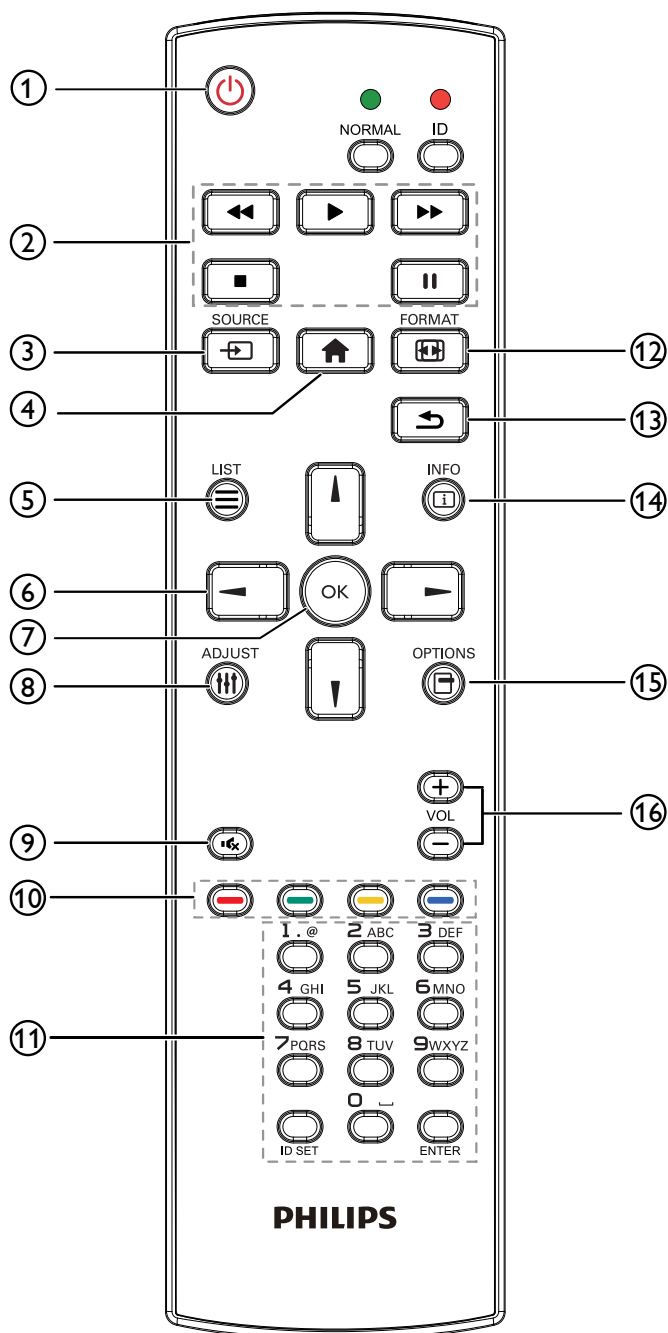 1
NORMAL ID
2
SOURCE FORMAT
3 12
4
13
LIST INFO
5 i 14
6
OK
7
ADJUST OPTIONS
8 15
+
VOL 16
9 −
10
1 . @ 2 ABC 3 DEF
4 GHI 5 JKL 6 MNO
11
7 PQRS 8 TUV 9 WXYZ
0 ⎵
ID SET ENTER
PHILIPS